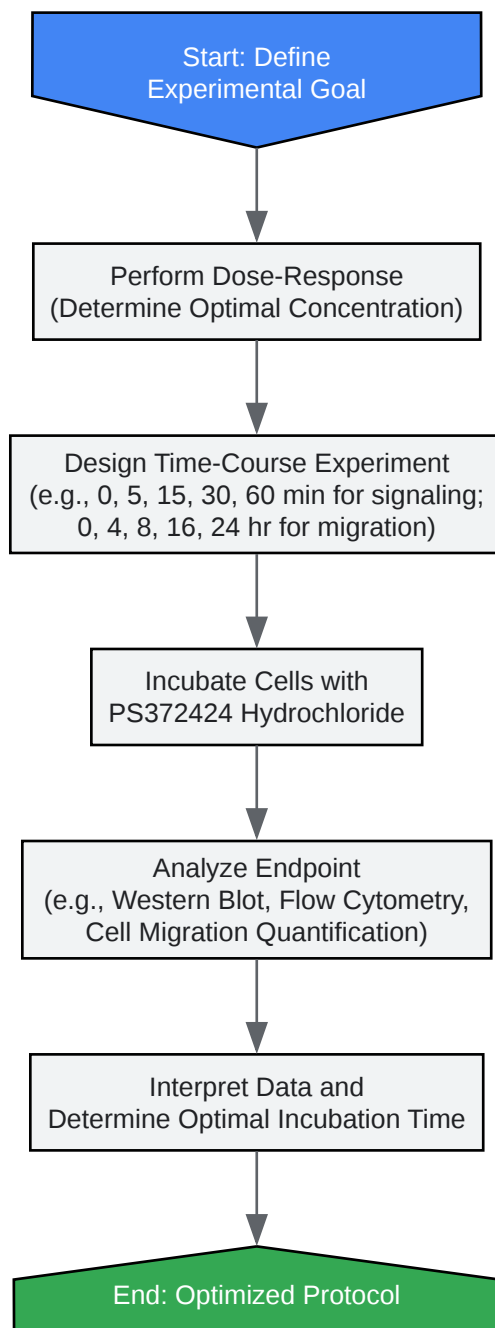 Start: Define
Experimental Goal
Perform Dose-Response
(Determine Optimal Concentration)
Design Time-Course Experiment
(e.g., 0, 5, 15, 30, 60 min for signaling;
0, 4, 8, 16, 24 hr for migration)
Incubate Cells with
PS372424 Hydrochloride
Analyze Endpoint
(e.g., Western Blot, Flow Cytometry,
Cell Migration Quantification)
Interpret Data and
Determine Optimal Incubation Time
End: Optimized Protocol